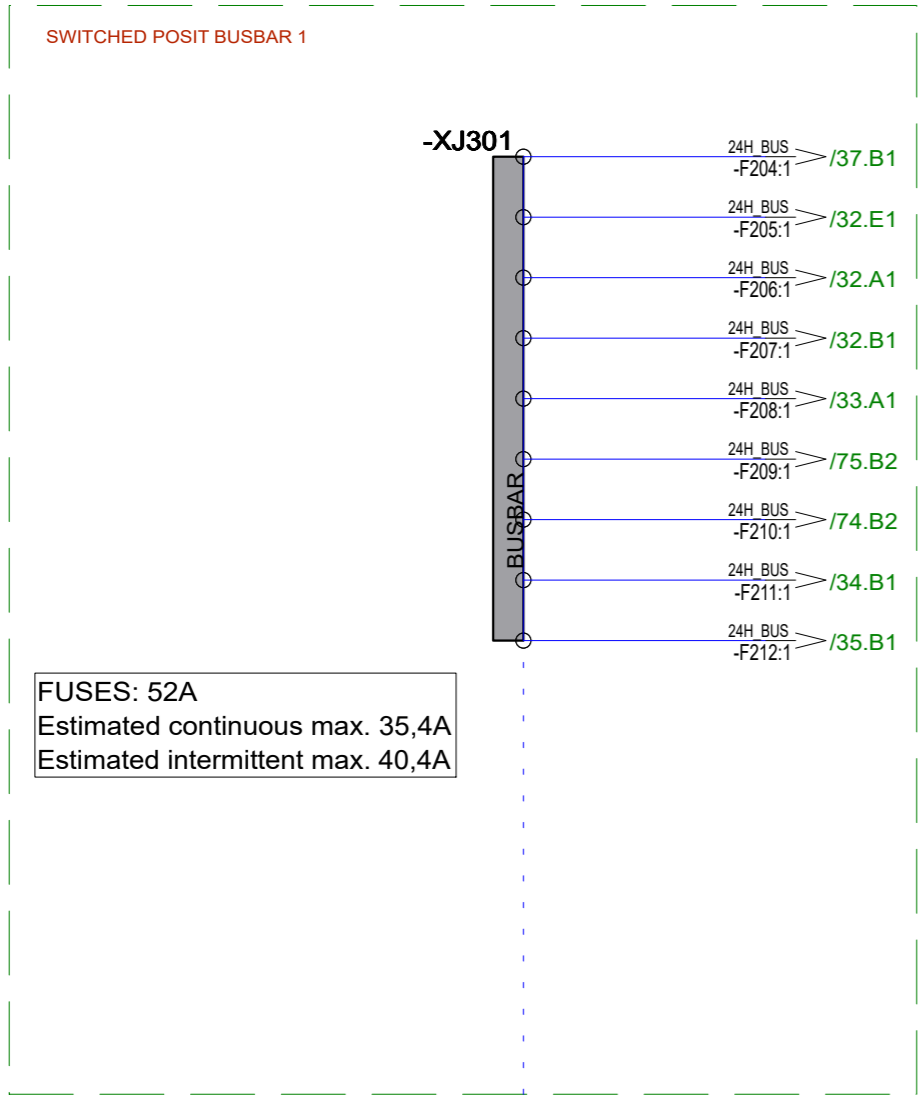 SWITCHED POSIT BUSBAR 1
-XJ301
24H_BUS
-F204:1
/37.B1
24H_BUS
-F205:1
/32.E1
24H_BUS
-F206:1
/32.A1
24H_BUS
-F207:1
/32.B1
24H_BUS
-F208:1
/33.A1
24H_BUS
-F209:1
/75.B2
BUSBAR
24H_BUS
-F210:1
/74.B2
24H_BUS
-F211:1
/34.B1
24H_BUS
-F212:1
/35.B1
FUSES: 52A
Estimated continuous max. 35,4A
Estimated intermittent max. 40,4A